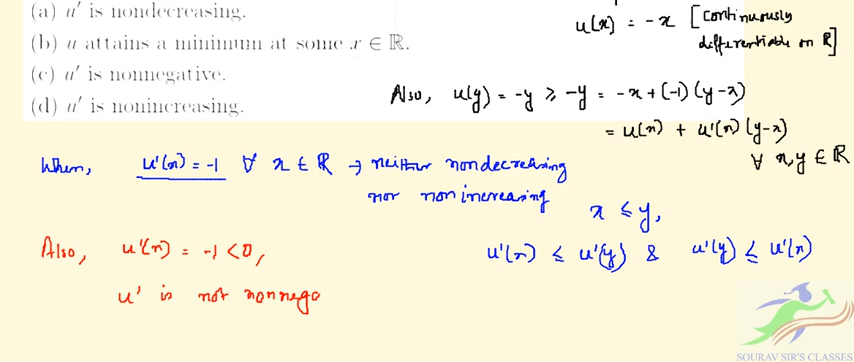 (a) u' is nondecreasing.
(b) u attains a minimum at some x ∈ ℝ.
(c) u' is nonnegative.
(d) u' is nonincreasing.
u(x) = -x [continuously
differentiable on ℝ]
Also, u(y) = -y ≥ -y = -x + (-1)(y-x)
= u(x) + u'(x)(y-x)
∀ x, y ∈ ℝ
When, u'(x) = -1 ∀ x ∈ ℝ → neither nondecreasing
nor nonincreasing
x ≤ y,
u'(x) ≤ u'(y) & u'(y) ≤ u'(x)
Also, u'(x) = -1 < 0,
u' is not nonnega
SOURAV SIR'S CLASSES